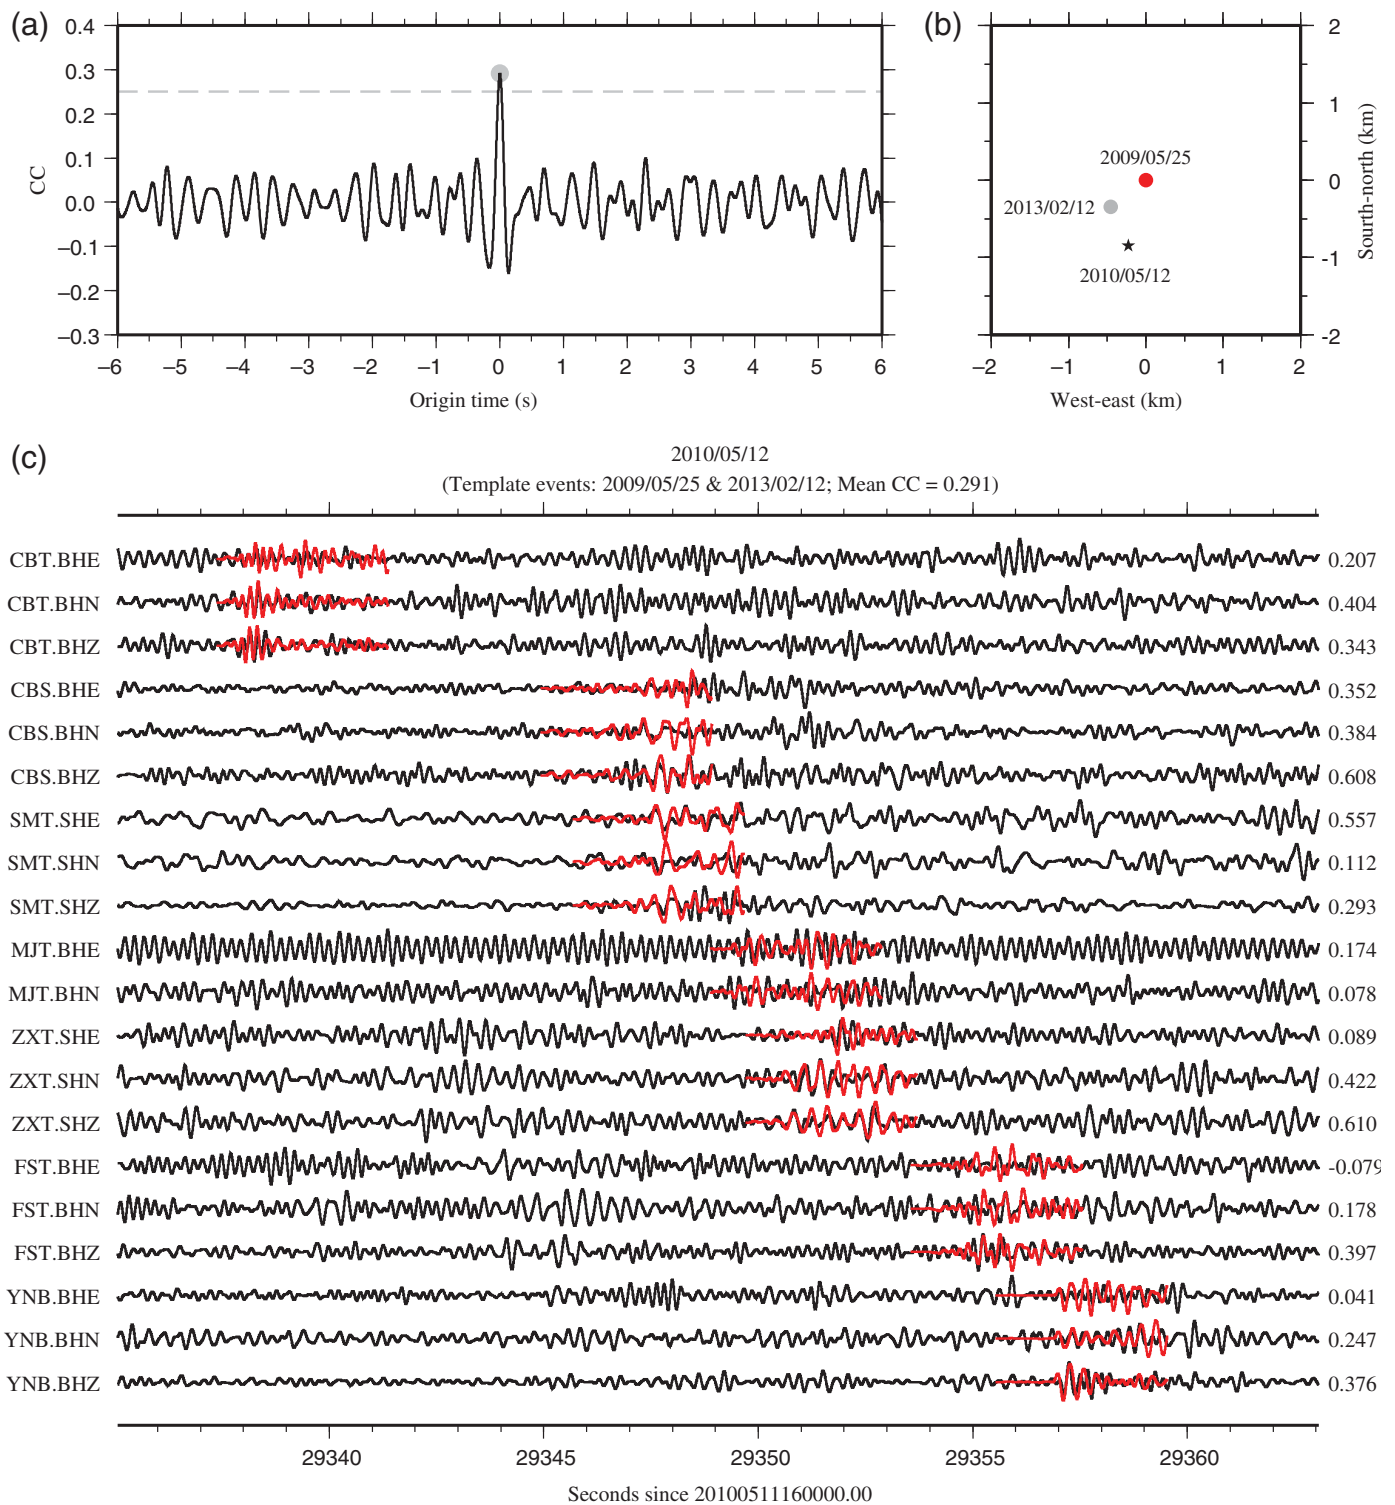 (a)
0.4
0.3
0.2
0.1
0.0
–0.1
–0.2
–0.3
CC
–6 –5 –4 –3 –2 –1 0 1 2 3 4 5 6
Origin time (s)
(b)
2
1
0
-1
-2
Sourth-north (km)
2009/05/25
2013/02/12
2010/05/12
–2 –1 0 1 2
West-east (km)
(c)
2010/05/12
(Template events: 2009/05/25 & 2013/02/12; Mean CC = 0.291)
CBT.BHE 0.207
CBT.BHN 0.404
CBT.BHZ 0.343
CBS.BHE 0.352
CBS.BHN 0.384
CBS.BHZ 0.608
SMT.SHE 0.557
SMT.SHN 0.112
SMT.SHZ 0.293
MJT.BHE 0.174
MJT.BHN 0.078
ZXT.SHE 0.089
ZXT.SHN 0.422
ZXT.SHZ 0.610
FST.BHE -0.079
FST.BHN 0.178
FST.BHZ 0.397
YNB.BHE 0.041
YNB.BHN 0.247
YNB.BHZ 0.376
29340 29345 29350 29355 29360
Seconds since 20100511160000.00